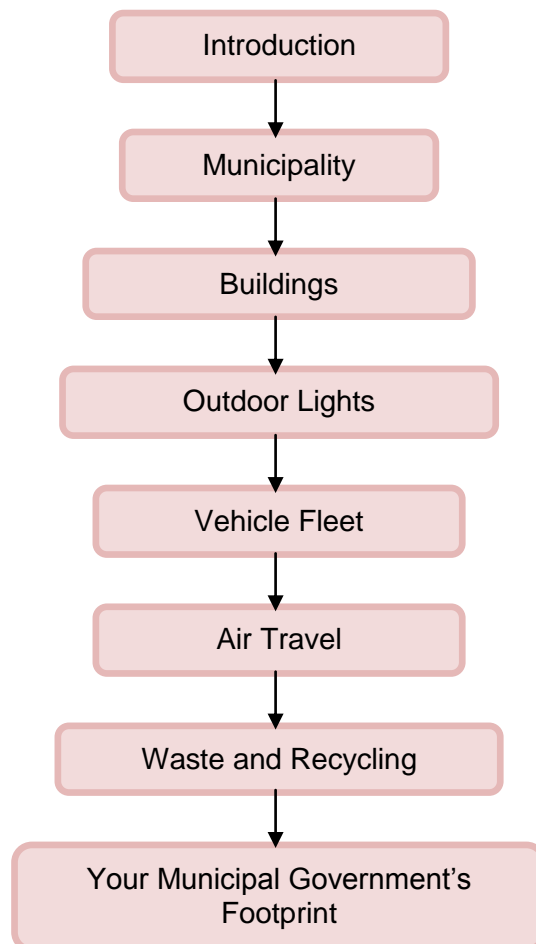 Introduction
Municipality
Buildings
Outdoor Lights
Vehicle Fleet
Air Travel
Waste and Recycling
Your Municipal Government’s
Footprint